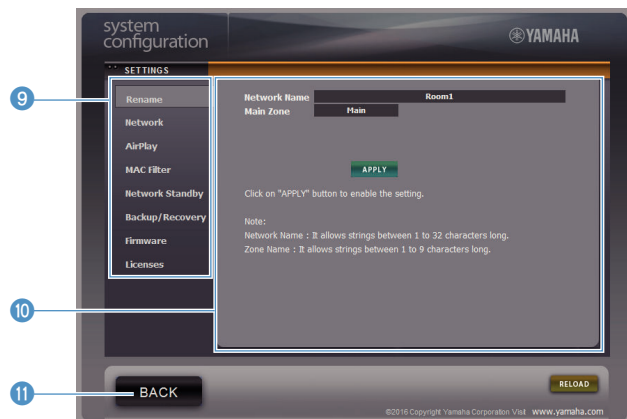 system
configuration
YAMAHA
SETTINGS
9
Rename
Network
AirPlay
MAC Filter
Network Standby
Backup/Recovery
Firmware
Licenses
Network Name Room1
Main Zone Main
APPLY
Click on "APPLY" button to enable the setting.
Note:
Network Name : It allows strings between 1 to 32 characters long.
Zone Name : It allows strings between 1 to 9 characters long.
10
11
BACK
RELOAD
©2016 Copyright Yamaha Corporation Visit www.yamaha.com